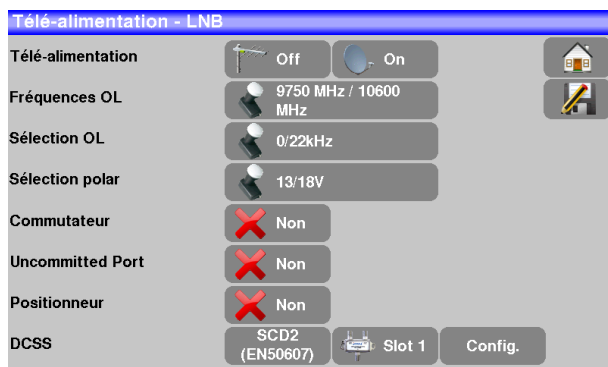 Télé-alimentation - LNB
Télé-alimentation Off On
Fréquences OL 9750 MHz / 10600
MHz
Sélection OL 0/22kHz
Sélection polar 13/18V
Commutateur Non
Uncommitted Port Non
Positionneur Non
DCSS SCD2
(EN50607) Slot 1 Config.